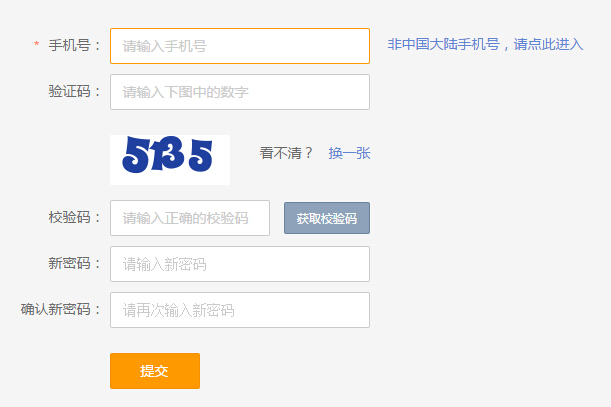 * 手机号： 请输入手机号 非中国大陆手机号，请点此进入
验证码： 请输入下图中的数字
5135 看不清？ 换一张
校验码： 请输入正确的校验码 获取校验码
新密码： 请输入新密码
确认新密码： 请再次输入新密码
提交